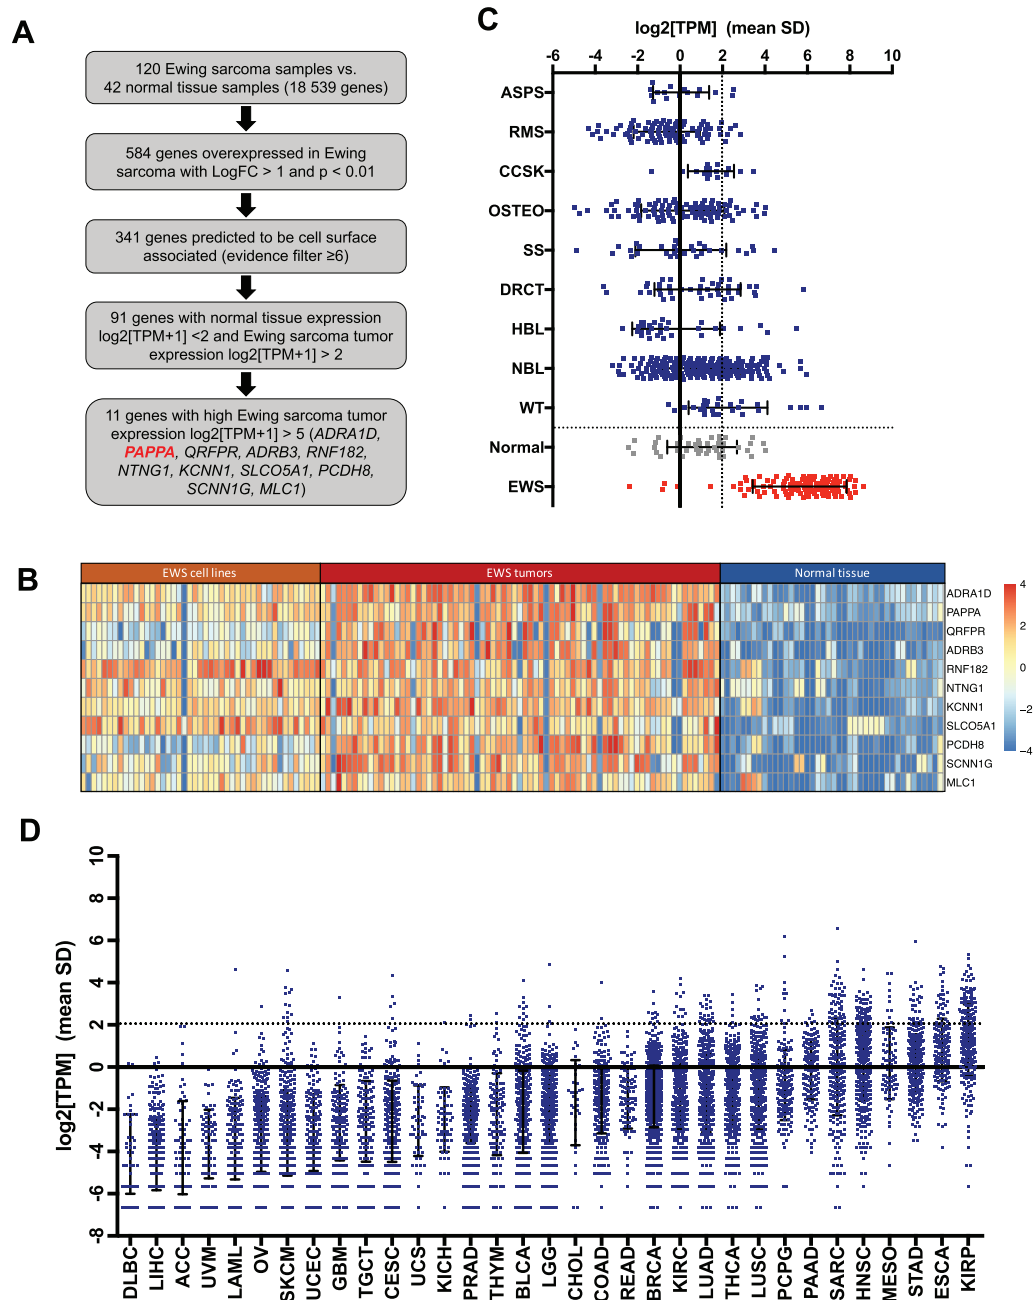 A
120 Ewing sarcoma samples vs.
42 normal tissue samples (18 539 genes)
584 genes overexpressed in Ewing
sarcoma with LogFC > 1 and p < 0.01
341 genes predicted to be cell surface
associated (evidence filter ≥6)
91 genes with normal tissue expression
log2[TPM+1] <2 and Ewing sarcoma tumor
expression log2[TPM+1] > 2
11 genes with high Ewing sarcoma tumor
expression log2[TPM+1] > 5 (ADRA1D,
PAPPA, QRFPR, ADRB3, RNF182,
NTNG1, KCNN1, SLCO5A1, PCDH8,
SCNN1G, MLC1)
C
log2[TPM] (mean SD)
-6 -4 -2 0 2 4 6 8 10
ASPS
RMS
CCSK
OSTEO
SS
DRCT
HBL
NBL
WT
Normal
EWS
B
EWS cell lines EWS tumors Normal tissue
ADRA1D
PAPPA
QRFPR
ADRB3
RNF182
NTNG1
KCNN1
SLCO5A1
PCDH8
SCNN1G
MLC1
4
2
0
−2
−4
D
log2[TPM] (mean SD)
10
8
6
4
2
0
-2
-4
-6
-8
DLBC LIHC ACC UVM LAML OV SKCM UCEC GBM TGCT CESC UCS KICH PRAD THYM BLCA LGG CHOL COAD READ BRCA KIRC LUAD THCA LUSC PCPG PAAD SARC HNSC MESO STAD ESCA KIRP